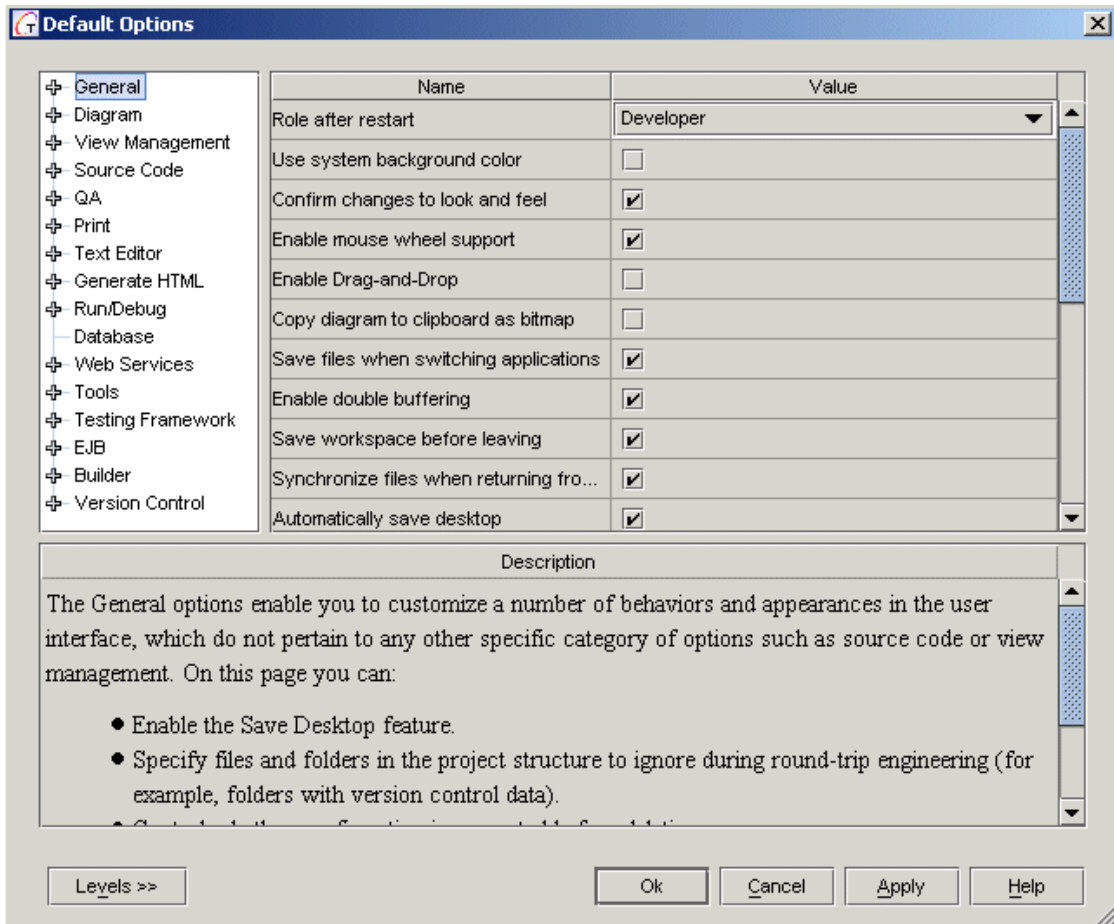 Default Options
General
Diagram
View Management
Source Code
QA
Print
Text Editor
Generate HTML
Run/Debug
Database
Web Services
Tools
Testing Framework
EJB
Builder
Version Control
Name Value
Role after restart Developer
Use system background color
Confirm changes to look and feel
Enable mouse wheel support
Enable Drag-and-Drop
Copy diagram to clipboard as bitmap
Save files when switching applications
Enable double buffering
Save workspace before leaving
Synchronize files when returning fro...
Automatically save desktop
Description
The General options enable you to customize a number of behaviors and appearances in the user
interface, which do not pertain to any other specific category of options such as source code or view
management. On this page you can:
● Enable the Save Desktop feature.
● Specify files and folders in the project structure to ignore during round-trip engineering (for
example, folders with version control data).
Levels >> Ok Cancel Apply Help